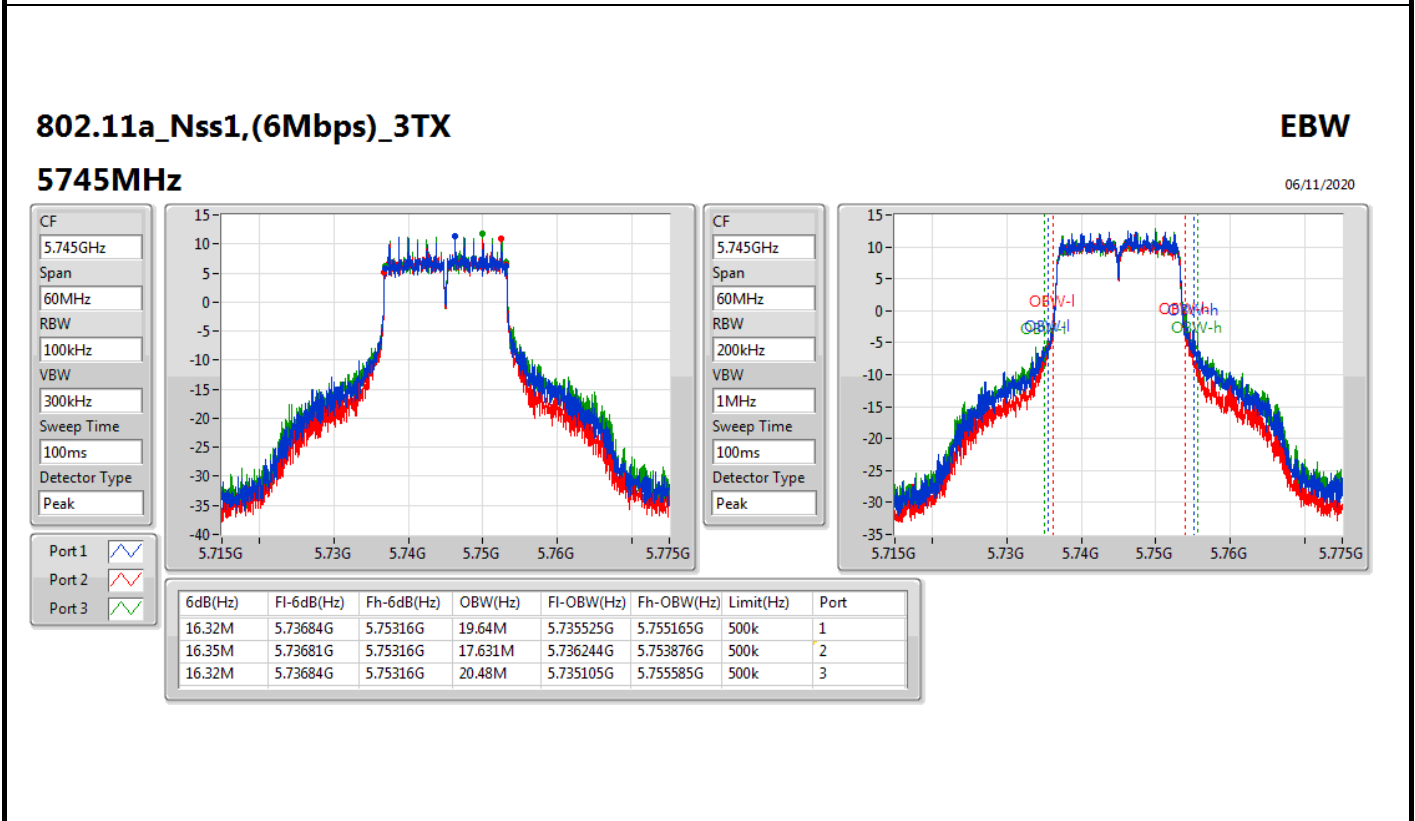 802.11a_Nss1,(6Mbps)_3TX
EBW
5745MHz
06/11/2020
CF
5.745GHz
Span
60MHz
RBW
100kHz
VBW
300kHz
Sweep Time
100ms
Detector Type
Peak
15
10
5
0
-5
-10
-15
-20
-25
-30
-35
-40
5.715G 5.73G 5.74G 5.75G 5.76G 5.775G
CF
5.745GHz
Span
60MHz
RBW
200kHz
VBW
1MHz
Sweep Time
100ms
Detector Type
Peak
15
10
5
0
-5
-10
-15
-20
-25
-30
-35
OBW-l
OBW-h
5.715G 5.73G 5.74G 5.75G 5.76G 5.775G
Port 1
Port 2
Port 3
6dB(Hz) Fl-6dB(Hz) Fh-6dB(Hz) OBW(Hz) Fl-OBW(Hz) Fh-OBW(Hz) Limit(Hz) Port
16.32M 5.73684G 5.75316G 19.64M 5.735525G 5.755165G 500k 1
16.35M 5.73681G 5.75316G 17.631M 5.736244G 5.753876G 500k 2
16.32M 5.73684G 5.75316G 20.48M 5.735105G 5.755585G 500k 3